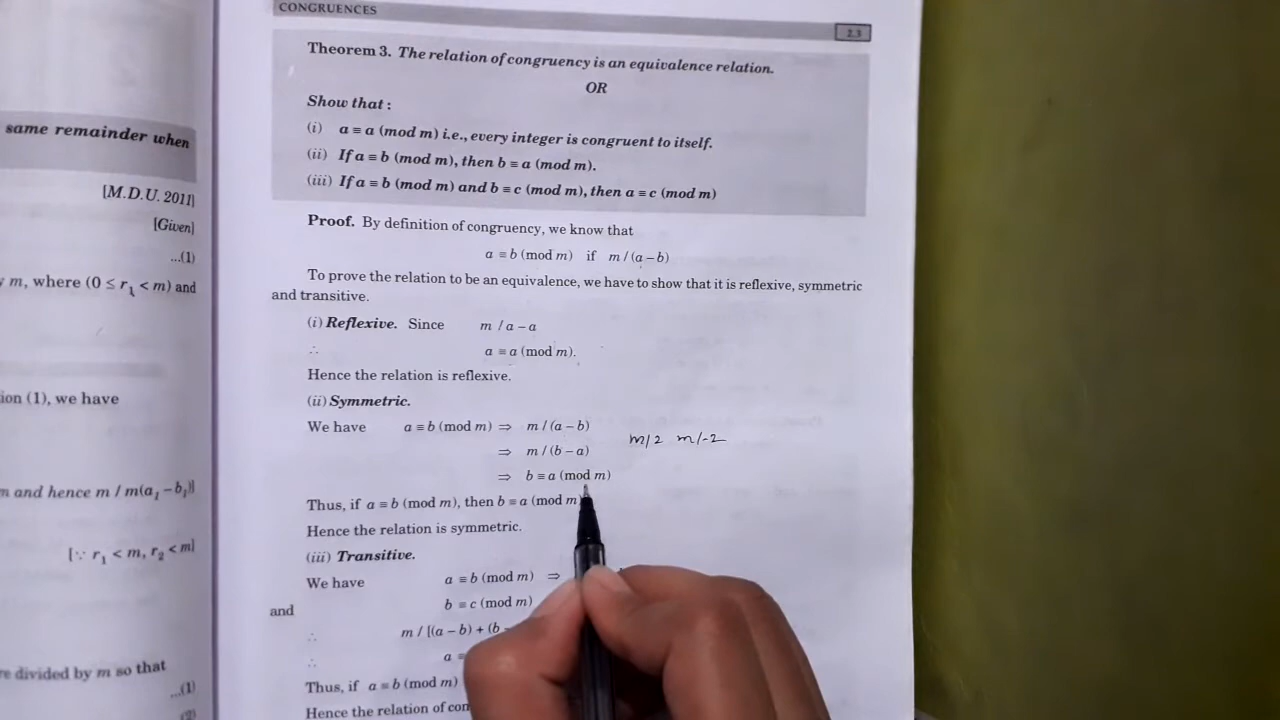 same remainder when
[M.D.U. 2011]
[Given]
...(1)
m, where (0 ≤ r₁ < m) and
ion (1), we have
and hence m / m(a₁ – b₁)]
[∵ r₁ < m, r₂ < m]
divided by m so that
...(1)
(2)
CONGRUENCES
2.3
Theorem 3. The relation of congruency is an equivalence relation.
OR
Show that :
(i) a ≡ a (mod m) i.e., every integer is congruent to itself.
(ii) If a ≡ b (mod m), then b ≡ a (mod m).
(iii) If a ≡ b (mod m) and b ≡ c (mod m), then a ≡ c (mod m)
Proof. By definition of congruency, we know that
a ≡ b (mod m) if m / (a – b)
To prove the relation to be an equivalence, we have to show that it is reflexive, symmetric
and transitive.
(i) Reflexive. Since m / a – a
∴ a ≡ a (mod m).
Hence the relation is reflexive.
(ii) Symmetric.
We have a ≡ b (mod m) ⇒ m / (a – b)
m/2 m/-2
⇒ m / (b – a)
⇒ b ≡ a (mod m)
Thus, if a ≡ b (mod m), then b ≡ a (mod m
Hence the relation is symmetric.
(iii) Transitive.
We have a ≡ b (mod m) ⇒
and b ≡ c (mod m)
∴ m / [(a – b) + (b –
∴ a ≡
Thus, if a ≡ b (mod m)
Hence the relation of con